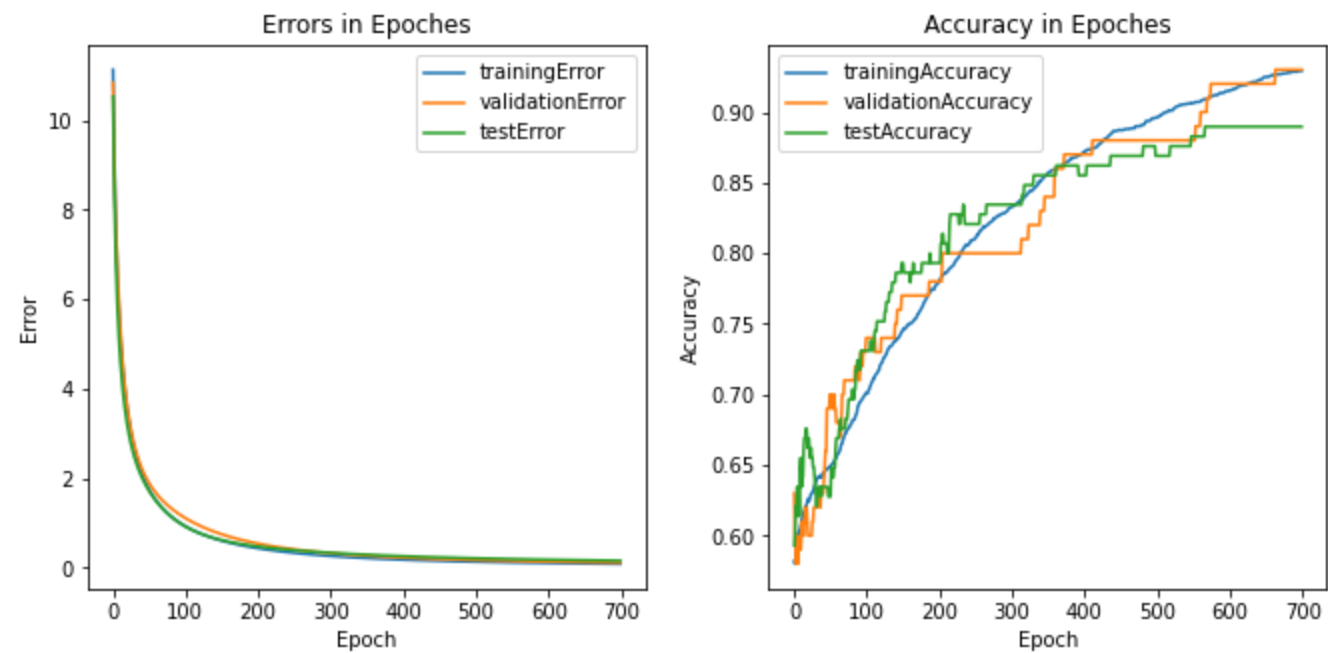 Errors in Epoches
trainingError
validationError
testError
10
8
6
4
2
0
Error
0 100 200 300 400 500 600 700
Epoch
Accuracy in Epoches
trainingAccuracy
validationAccuracy
testAccuracy
0.90
0.85
0.80
0.75
0.70
0.65
0.60
Accuracy
0 100 200 300 400 500 600 700
Epoch